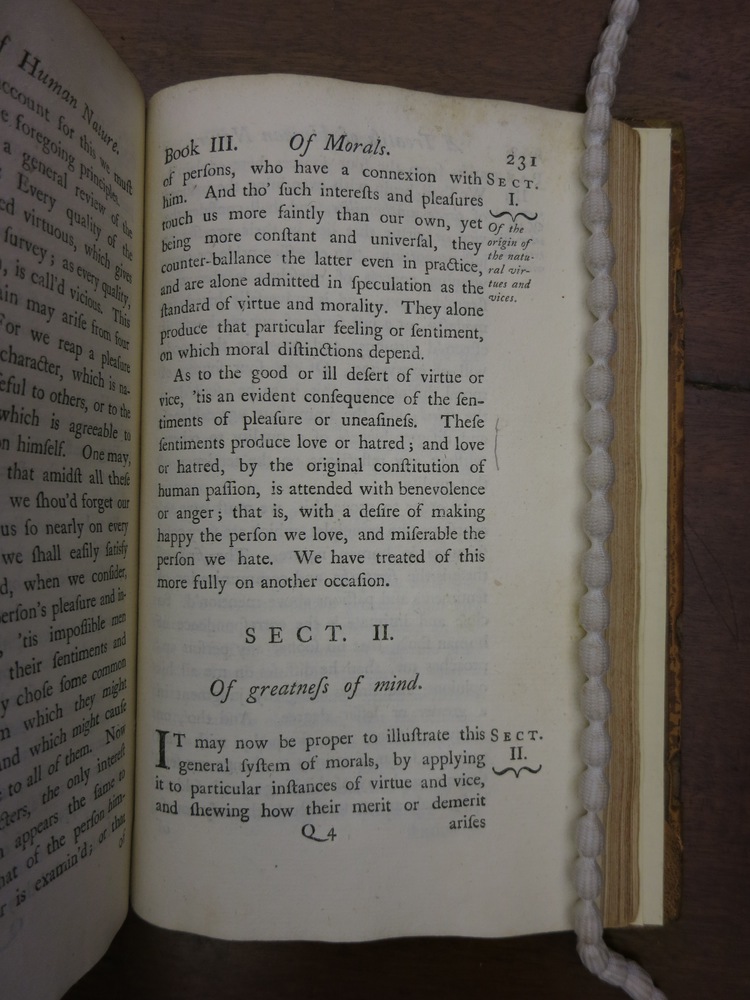 of Human Nature.
account for this we must
e foregoing principles.
a general review of the
Every quality of the
ed virtuous, which gives
survey; as every quality,
, is call'd vicious. This
ain may arise from four
For we reap a pleasure
character, which is na-
eful to others, or to the
which is agreeable to
on himself. One may,
that amidst all these
we shou'd forget our
us so nearly on every
we shall easily satisfy
d, when we consider,
person's pleasure and in-
, 'tis impossible men
their sentiments and
y chose some common
m which they might
and which might cause
to all of them. Now
cters, the only interest
appears the same to
hat of the person him-
r is examin'd; or that
of
Book III. Of Morals. 231
of perſons, who have a connexion with
him. And tho' ſuch intereſts and pleaſures
touch us more faintly than our own, yet
being more conſtant and univerſal, they
counter-ballance the latter even in practice,
and are alone admitted in ſpeculation as the
ſtandard of virtue and morality. They alone
produce that particular feeling or ſentiment,
on which moral diſtinctions depend.
SECT.
I.
Of the
origin of
the natu-
ral vir-
tues and
vices.
As to the good or ill deſert of virtue or
vice, 'tis an evident conſequence of the ſen-
timents of pleaſure or uneaſineſs. Theſe
ſentiments produce love or hatred; and love
or hatred, by the original conſtitution of
human paſſion, is attended with benevolence
or anger; that is, with a deſire of making
happy the perſon we love, and miſerable the
perſon we hate. We have treated of this
more fully on another occaſion.
SECT. II.
Of greatneſs of mind.
IT may now be proper to illuſtrate this
general ſyſtem of morals, by applying
it to particular inſtances of virtue and vice,
and ſhewing how their merit or demerit
SECT.
II.
Q 4 ariſes